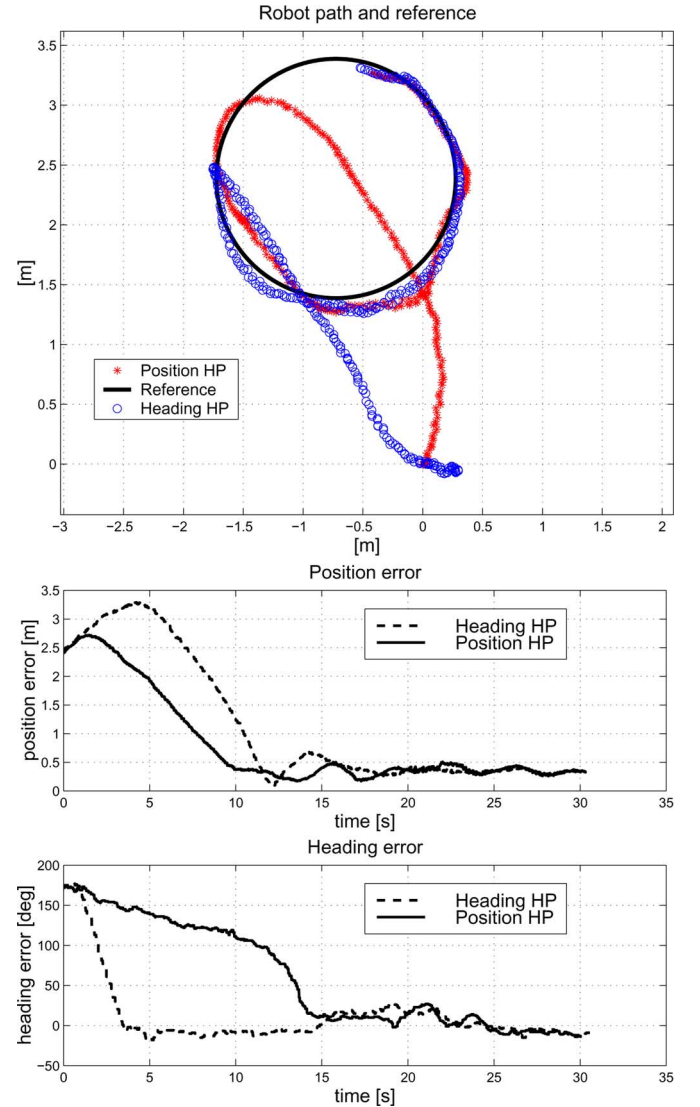 Robot path and reference
3.5
3
2.5
2
1.5
1
0.5
0
[m]
Position HP
Reference
Heading HP
−3 −2.5 −2 −1.5 −1 −0.5 0 0.5 1 1.5 2
[m]
Position error
3.5
3
2.5
2
1.5
1
0.5
0
position error [m]
Heading HP
Position HP
0 5 10 15 20 25 30 35
time [s]
Heading error
200
150
100
50
0
−50
heading error [deg]
Heading HP
Position HP
0 5 10 15 20 25 30 35
time [s]